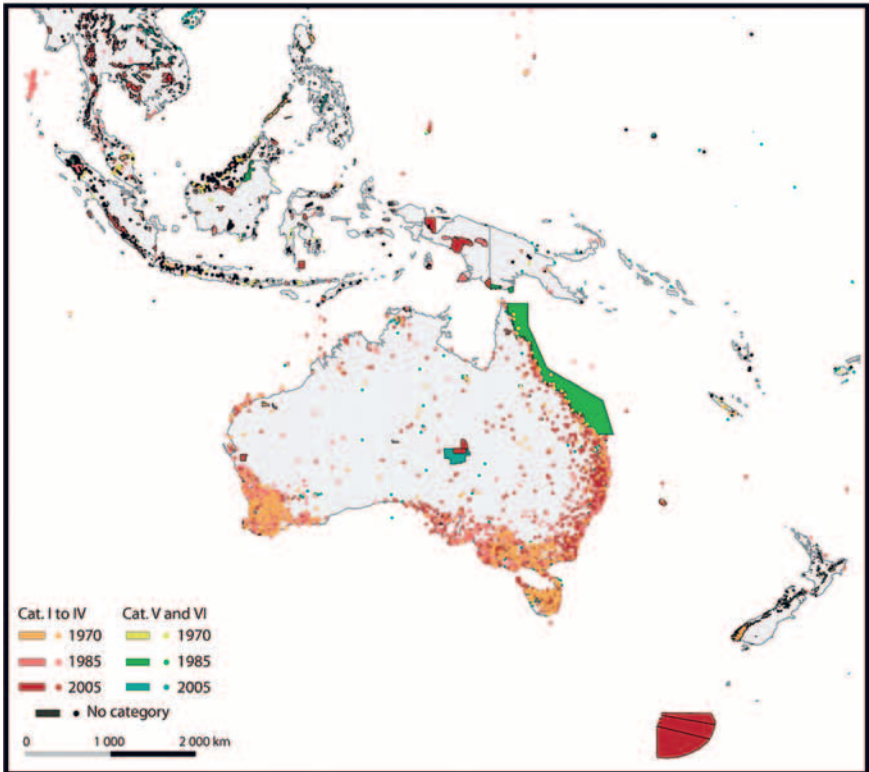 Cat. I to IV Cat. V and VI
1970 1970
1985 1985
2005 2005
No category
0 1 000 2 000 km